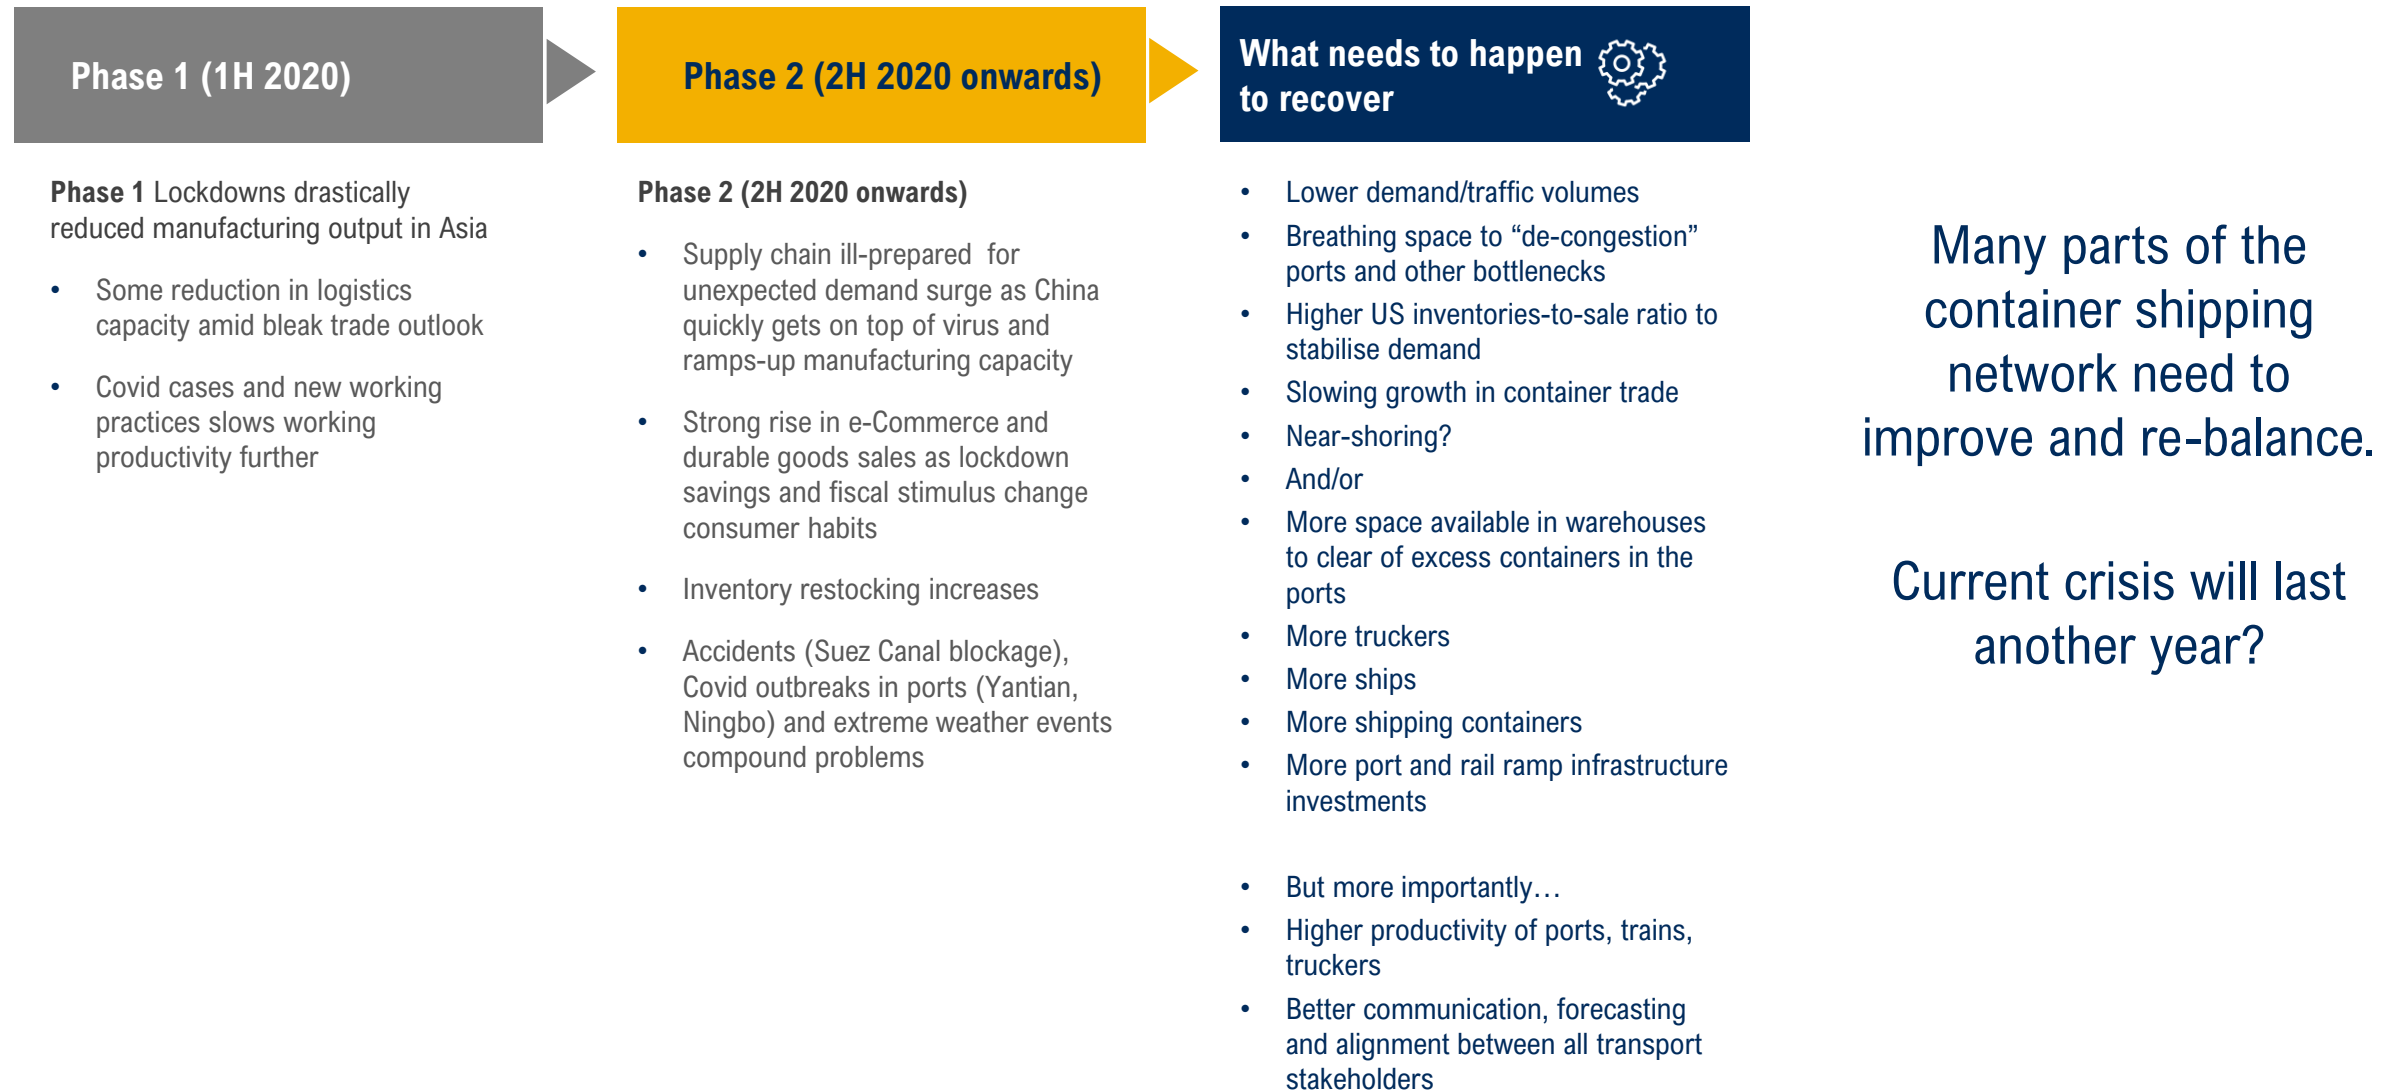 Phase 1 (1H 2020)
Phase 2 (2H 2020 onwards)
What needs to happen
to recover
Phase 1 Lockdowns drastically
reduced manufacturing output in Asia
• Some reduction in logistics
capacity amid bleak trade outlook
• Covid cases and new working
practices slows working
productivity further
Phase 2 (2H 2020 onwards)
• Supply chain ill-prepared for
unexpected demand surge as China
quickly gets on top of virus and
ramps-up manufacturing capacity
• Strong rise in e-Commerce and
durable goods sales as lockdown
savings and fiscal stimulus change
consumer habits
• Inventory restocking increases
• Accidents (Suez Canal blockage),
Covid outbreaks in ports (Yantian,
Ningbo) and extreme weather events
compound problems
• Lower demand/traffic volumes
• Breathing space to “de-congestion”
ports and other bottlenecks
• Higher US inventories-to-sale ratio to
stabilise demand
• Slowing growth in container trade
• Near-shoring?
• And/or
• More space available in warehouses
to clear of excess containers in the
ports
• More truckers
• More ships
• More shipping containers
• More port and rail ramp infrastructure
investments
• But more importantly…
• Higher productivity of ports, trains,
truckers
• Better communication, forecasting
and alignment between all transport
stakeholders
Many parts of the
container shipping
network need to
improve and re-balance.
Current crisis will last
another year?